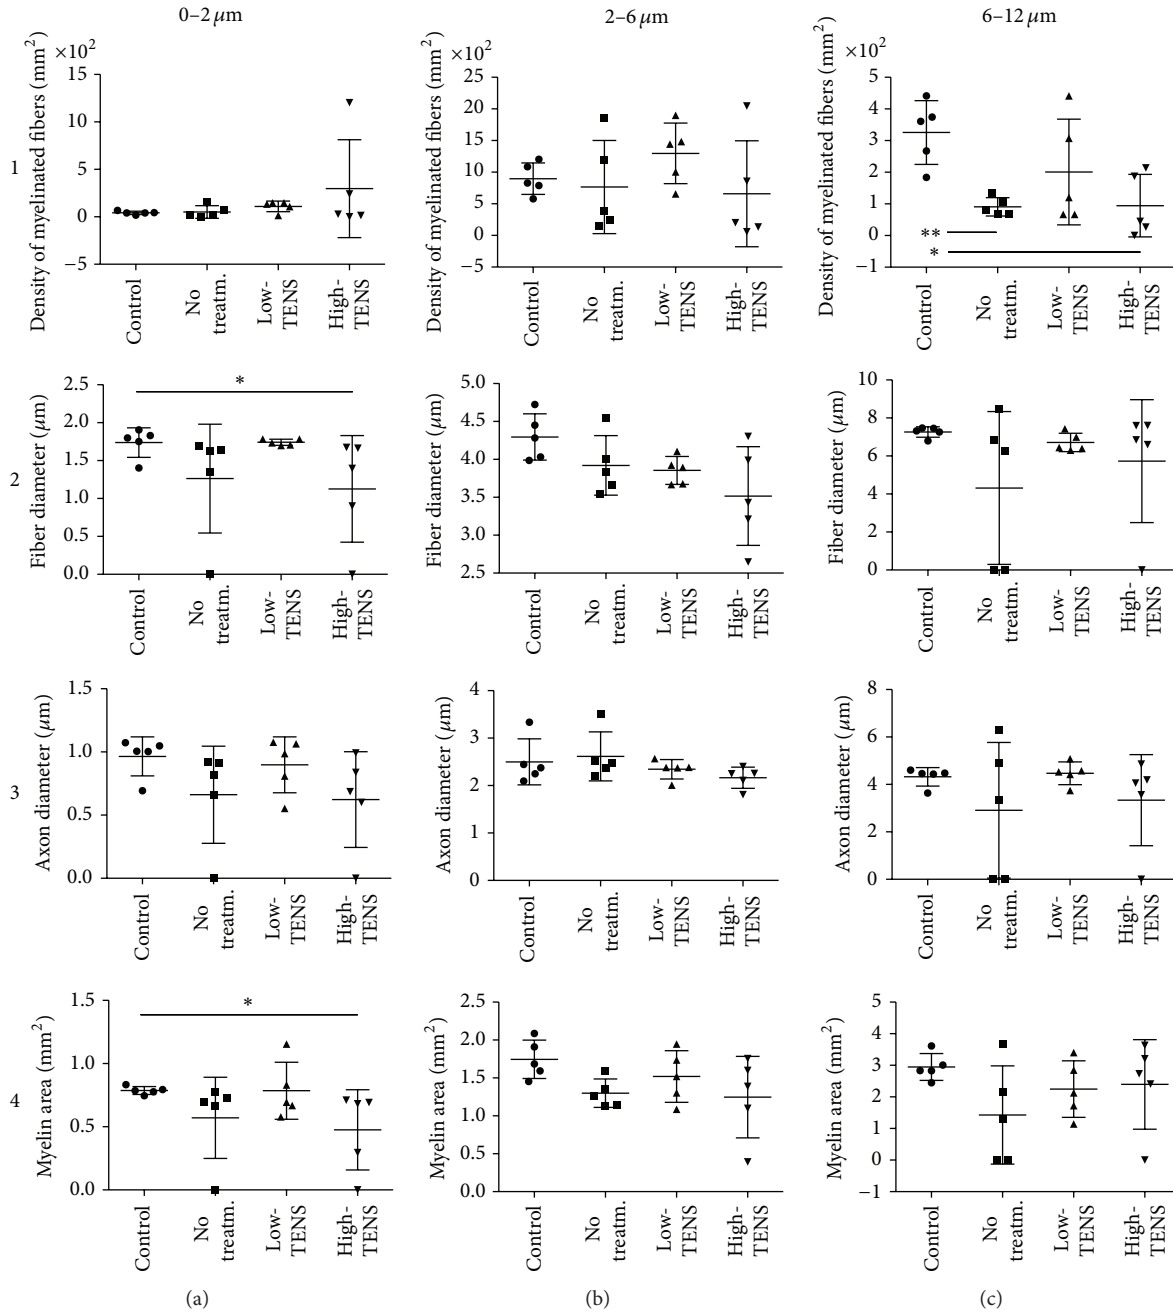 0–2 μm
2–6 μm
6–12 μm
1
×10²
Density of myelinated fibers (mm²)
15
10
5
0
−5
Control
No treatm.
Low-TENS
High-TENS
×10²
Density of myelinated fibers (mm²)
25
20
15
100
50
0
−5
Control
No treatm.
Low-TENS
High-TENS
×10²
Density of myelinated fibers (mm²)
5
4
3
2
1
0
−1
**
*
Control
No treatm.
Low-TENS
High-TENS
2
Fiber diameter (μm)
2.5
2.0
1.5
1.0
0.5
0.0
*
Control
No treatm.
Low-TENS
High-TENS
Fiber diameter (μm)
5.0
4.5
4.0
3.5
3.0
2.5
Control
No treatm.
Low-TENS
High-TENS
Fiber diameter (μm)
10
8
6
4
2
0
Control
No treatm.
Low-TENS
High-TENS
3
Axon diameter (μm)
1.5
1.0
0.5
0.0
Control
No treatm.
Low-TENS
High-TENS
Axon diameter (μm)
4
3
2
1
0
Control
No treatm.
Low-TENS
High-TENS
Axon diameter (μm)
8
6
4
2
0
Control
No treatm.
Low-TENS
High-TENS
4
Myelin area (mm²)
1.5
1.0
0.5
0.0
*
Control
No treatm.
Low-TENS
High-TENS
Myelin area (mm²)
2.5
2.0
1.5
1.0
0.5
0.0
Control
No treatm.
Low-TENS
High-TENS
Myelin area (mm²)
5
4
3
2
1
0
−1
Control
No treatm.
Low-TENS
High-TENS
(a)
(b)
(c)